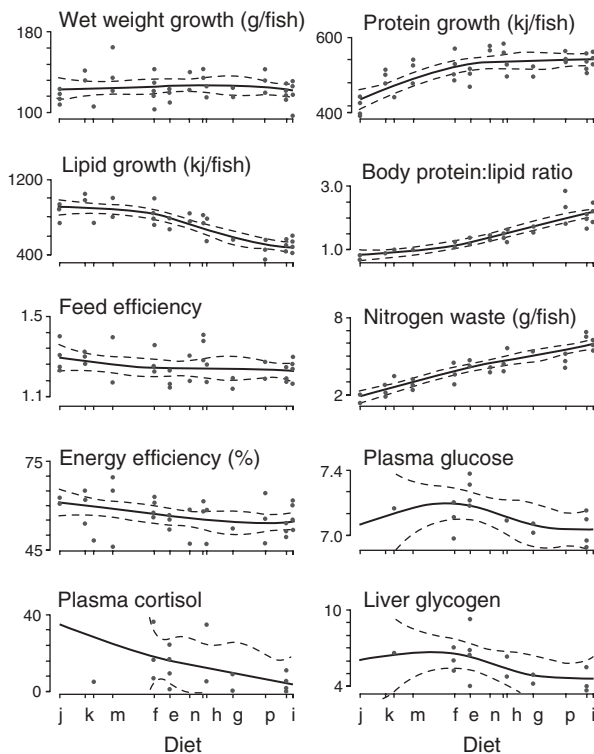 Wet weight growth (g/fish)
180
100
Protein growth (kj/fish)
600
400
Lipid growth (kj/fish)
1200
400
Body protein:lipid ratio
3.0
1.0
Feed efficiency
1.5
1.1
Nitrogen waste (g/fish)
8
2
Energy efficiency (%)
75
45
Plasma glucose
7.4
7.0
Plasma cortisol
40
0
Liver glycogen
10
4
j k m f e n h g p i
j k m f e n h g p i
Diet
Diet